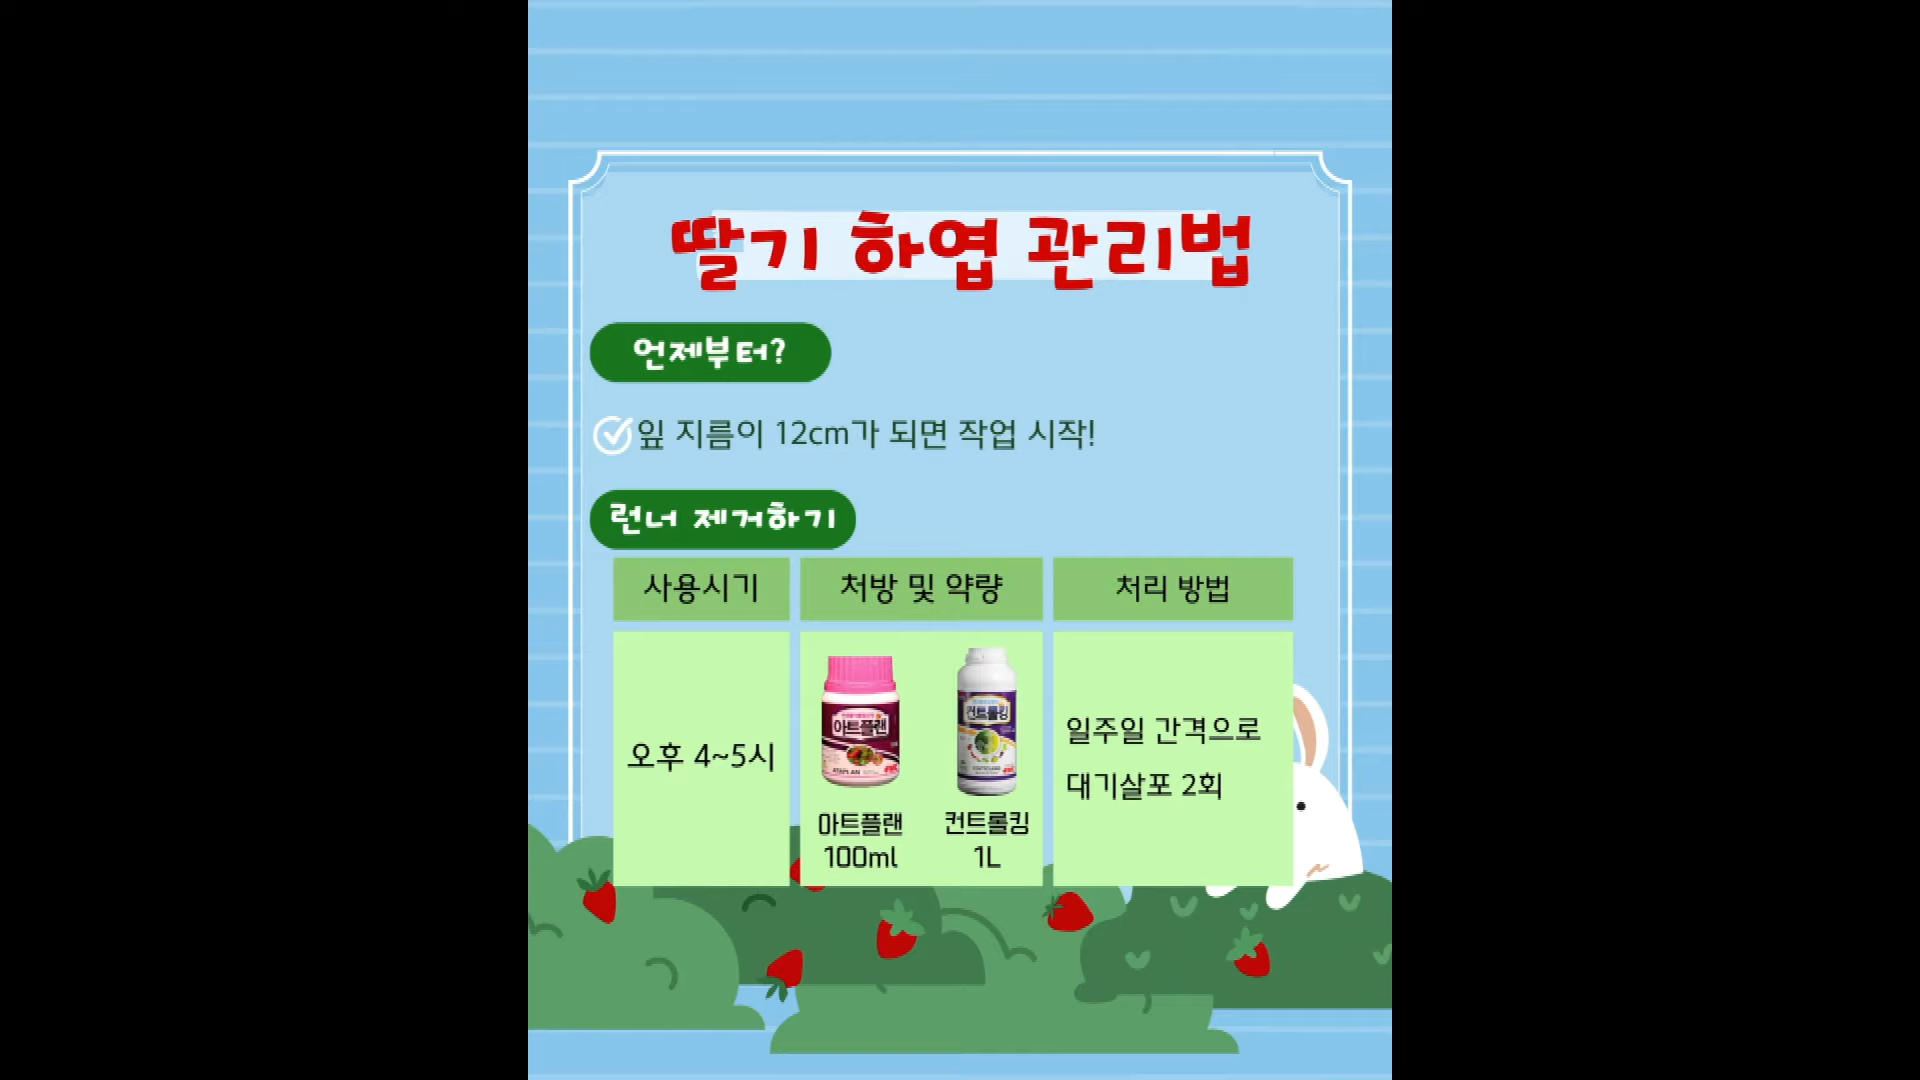 딸기 하엽 관리법
언제부터?
잎 지름이 12cm가 되면 작업 시작!
런너 제거하기
사용시기
처방 및 약량
처리 방법
오후 4~5시
아트플랜
컨트롤킹
아트플랜
100ml
컨트롤킹
1L
일주일 간격으로
대기살포 2회